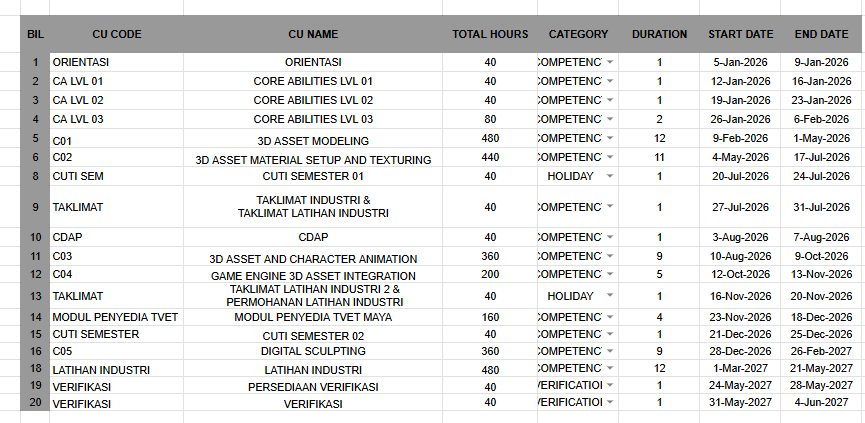 BIL CU CODE CU NAME TOTAL HOURS CATEGORY DURATION START DATE END DATE
1 ORIENTASI ORIENTASI 40 COMPETENC 1 5-Jan-2026 9-Jan-2026
2 CA LVL 01 CORE ABILITIES LVL 01 40 COMPETENC 1 12-Jan-2026 16-Jan-2026
3 CA LVL 02 CORE ABILITIES LVL 02 40 COMPETENC 1 19-Jan-2026 23-Jan-2026
4 CA LVL 03 CORE ABILITIES LVL 03 80 COMPETENC 2 26-Jan-2026 6-Feb-2026
5 C01 3D ASSET MODELING 480 COMPETENC 12 9-Feb-2026 1-May-2026
6 C02 3D ASSET MATERIAL SETUP AND TEXTURING 440 COMPETENC 11 4-May-2026 17-Jul-2026
8 CUTI SEM CUTI SEMESTER 01 40 HOLIDAY 1 20-Jul-2026 24-Jul-2026
9 TAKLIMAT TAKLIMAT INDUSTRI &
TAKLIMAT LATIHAN INDUSTRI 40 COMPETENC 1 27-Jul-2026 31-Jul-2026
10 CDAP CDAP 40 COMPETENC 1 3-Aug-2026 7-Aug-2026
11 C03 3D ASSET AND CHARACTER ANIMATION 360 COMPETENC 9 10-Aug-2026 9-Oct-2026
12 C04 GAME ENGINE 3D ASSET INTEGRATION 200 COMPETENC 5 12-Oct-2026 13-Nov-2026
13 TAKLIMAT TAKLIMAT LATIHAN INDUSTRI 2 &
PERMOHANAN LATIHAN INDUSTRI 40 HOLIDAY 1 16-Nov-2026 20-Nov-2026
14 MODUL PENYEDIA TVET MODUL PENYEDIA TVET MAYA 160 COMPETENC 4 23-Nov-2026 18-Dec-2026
15 CUTI SEMESTER CUTI SEMESTER 02 40 COMPETENC 1 21-Dec-2026 25-Dec-2026
16 C05 DIGITAL SCULPTING 360 COMPETENC 9 28-Dec-2026 26-Feb-2027
18 LATIHAN INDUSTRI LATIHAN INDUSTRI 480 COMPETENC 12 1-Mar-2027 21-May-2027
19 VERIFIKASI PERSEDIAAN VERIFIKASI 40 VERIFICATIOI 1 24-May-2027 28-May-2027
20 VERIFIKASI VERIFIKASI 40 VERIFICATIOI 1 31-May-2027 4-Jun-2027